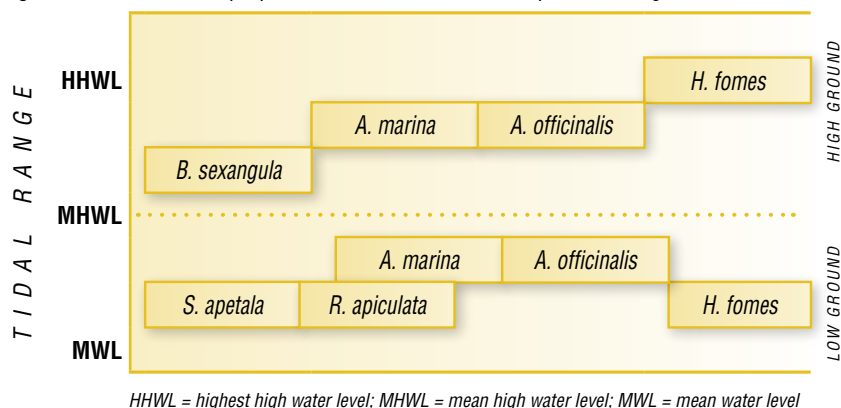 HHWL
H. fomes
A. marina
A. officinalis
B. sexangula
MHWL
A. marina
A. officinalis
S. apetala
R. apiculata
H. fomes
MWL
TIDAL RANGE
HIGH GROUND
LOW GROUND
HHWL = highest high water level; MHWL = mean high water level; MWL = mean water level